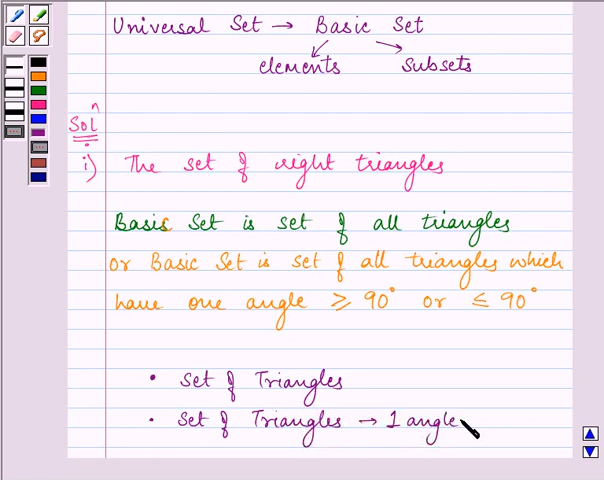 Universal Set → Basic Set
elements subsets
Solⁿ
i) The set of right triangles
Basic Set is set of all triangles
or Basic Set is set of all triangles which
have one angle ≥ 90° or ≤ 90°
• Set of Triangles
• Set of Triangles → 1 angle